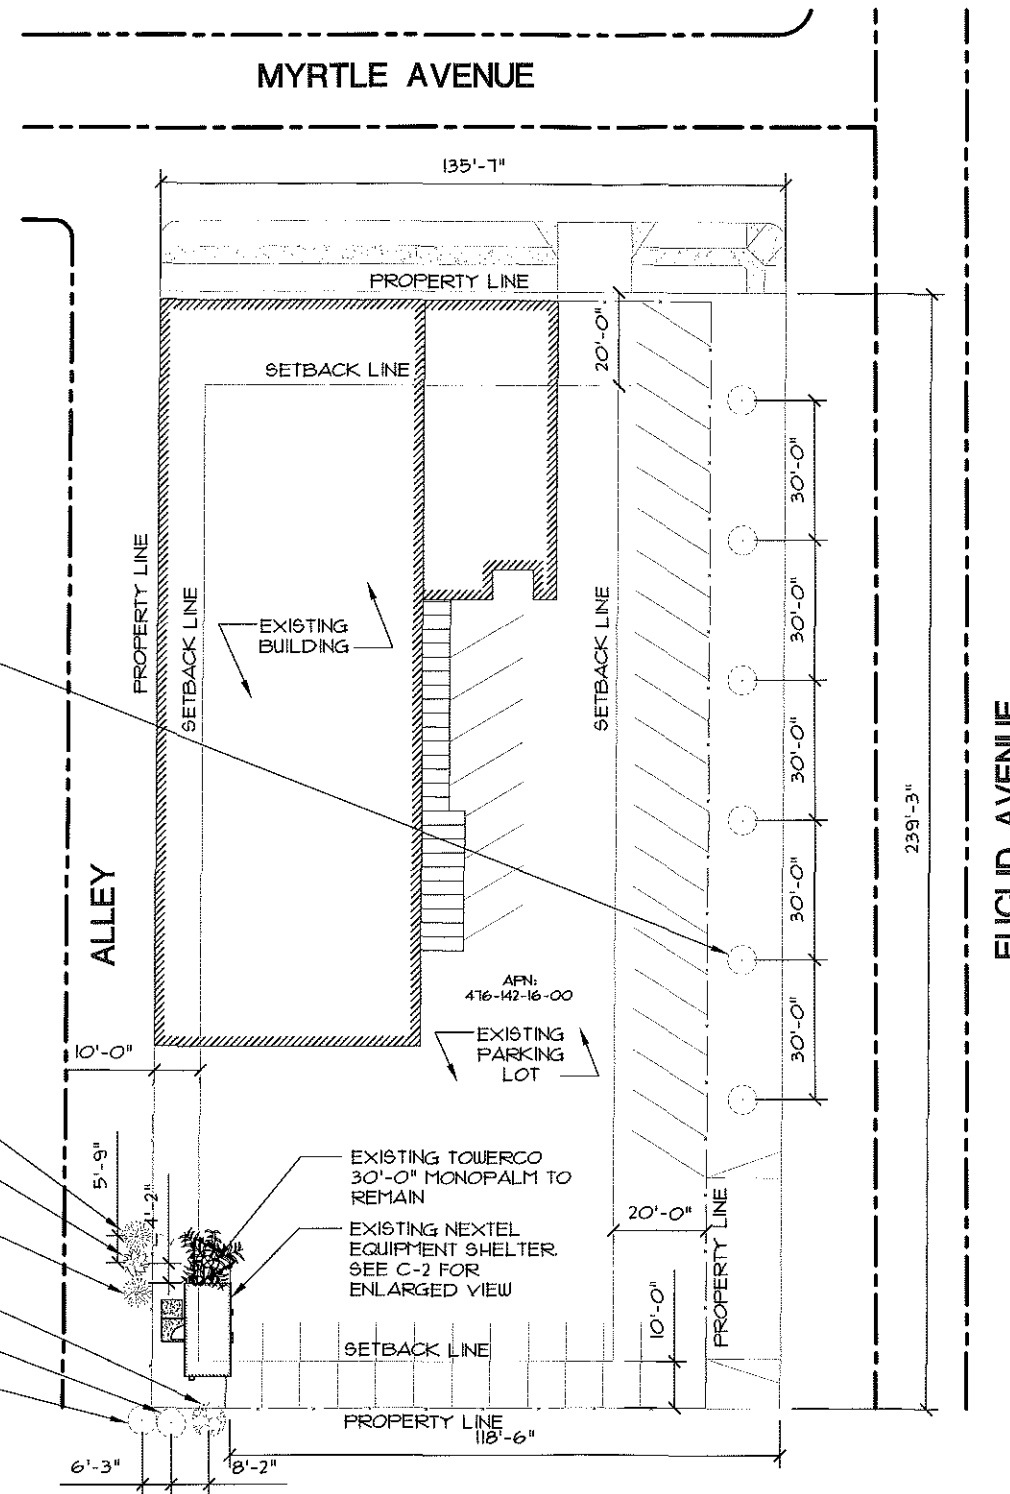 MYRTLE AVENUE
135'-7"
PROPERTY LINE
20'-0"
SETBACK LINE
30'-0"
PROPERTY LINE
SETBACK LINE
EXISTING
BUILDING
SETBACK LINE
30'-0"
30'-0"
239'-3"
EUCLID AVENUE
ALLEY
30'-0"
APN:
476-142-16-00
EXISTING
PARKING
LOT
30'-0"
10'-0"
5'-9"
4'-2"
EXISTING TOWERCO
30'-0" MONOPALM TO
REMAIN
EXISTING NEXTEL
EQUIPMENT SHELTER.
SEE C-2 FOR
ENLARGED VIEW
20'-0"
PROPERTY LINE
10'-0"
SETBACK LINE
PROPERTY LINE
118'-6"
6'-3"
8'-2"